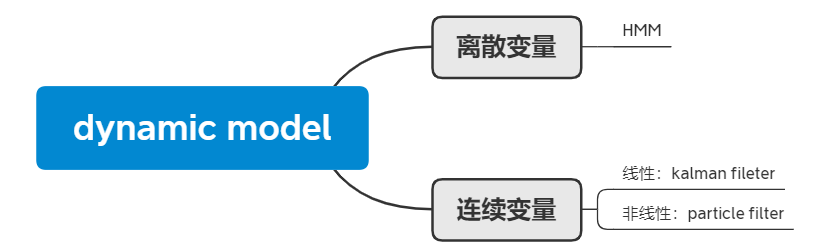 dynamic model
离散变量
HMM
连续变量
线性：kalman fileter
非线性：particle filter